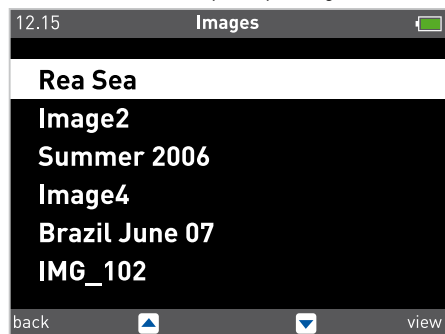 12.15 Images
Rea Sea
Image2
Summer 2006
Image4
Brazil June 07
IMG_102
back view